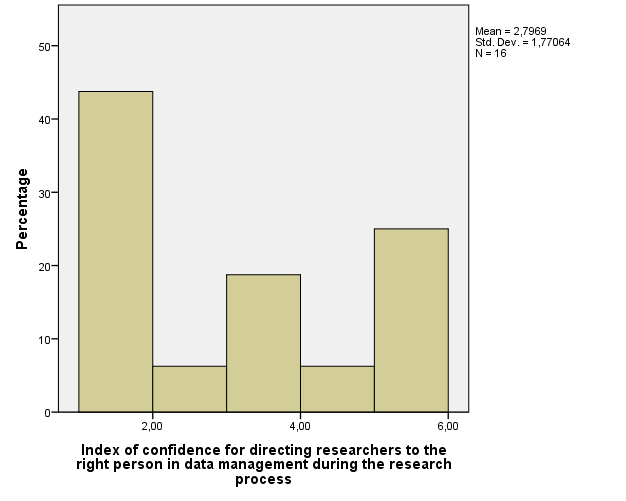 Mean = 2,7969
Std. Dev. = 1,77064
N = 16
50
40
30
20
10
0
Percentage
2,00 4,00 6,00
Index of confidence for directing researchers to the
right person in data management during the research
process